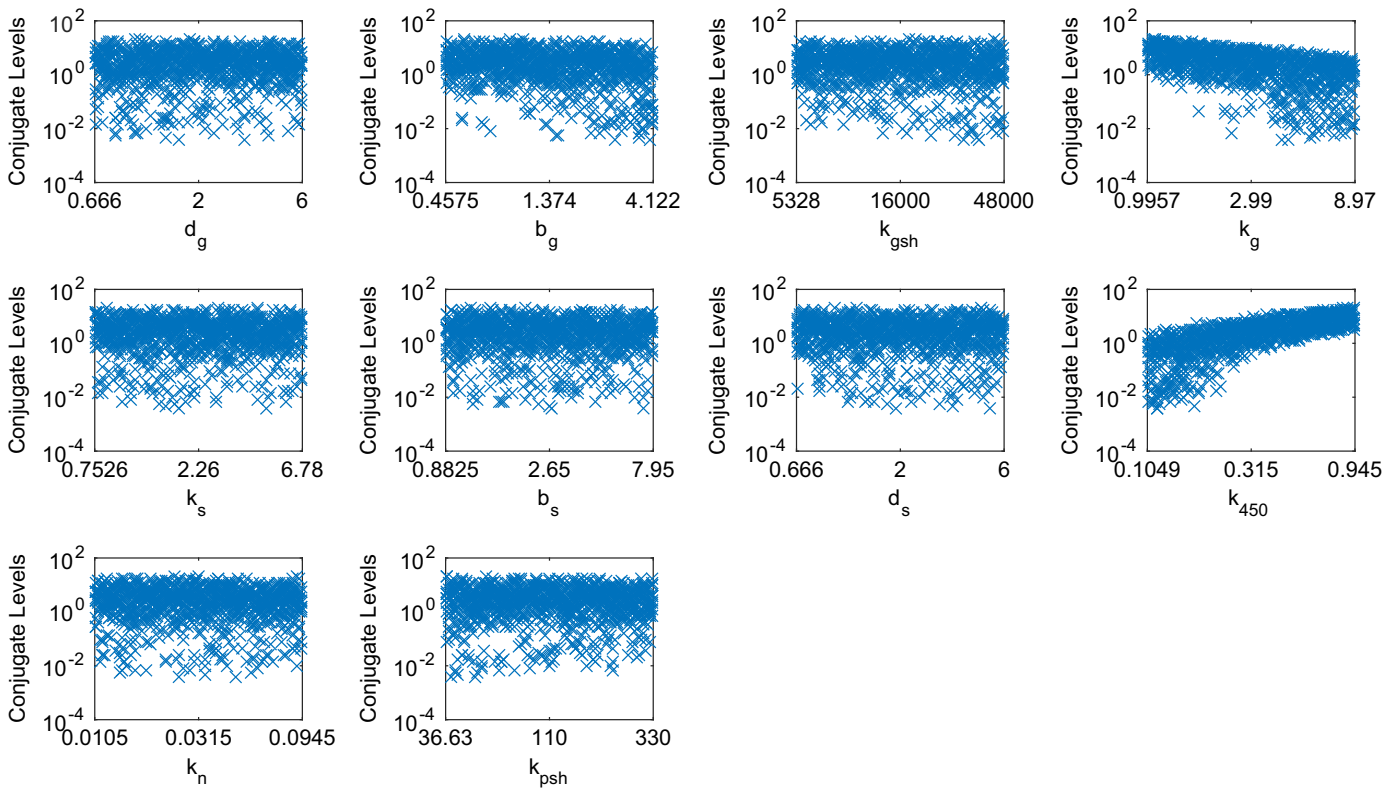 Conjugate Levels
10^2
10^0
10^-2
10^-4
0.666 2 6
d_g
Conjugate Levels
10^2
10^0
10^-2
10^-4
0.4575 1.374 4.122
b_g
Conjugate Levels
10^2
10^0
10^-2
10^-4
5328 16000 48000
k_gsh
Conjugate Levels
10^2
10^0
10^-2
10^-4
0.9957 2.99 8.97
k_g
Conjugate Levels
10^2
10^0
10^-2
10^-4
0.7526 2.26 6.78
k_s
Conjugate Levels
10^2
10^0
10^-2
10^-4
0.8825 2.65 7.95
b_s
Conjugate Levels
10^2
10^0
10^-2
10^-4
0.666 2 6
d_s
Conjugate Levels
10^2
10^0
10^-2
10^-4
0.1049 0.315 0.945
k_450
Conjugate Levels
10^2
10^0
10^-2
10^-4
0.0105 0.0315 0.0945
k_n
Conjugate Levels
10^2
10^0
10^-2
10^-4
36.63 110 330
k_psh